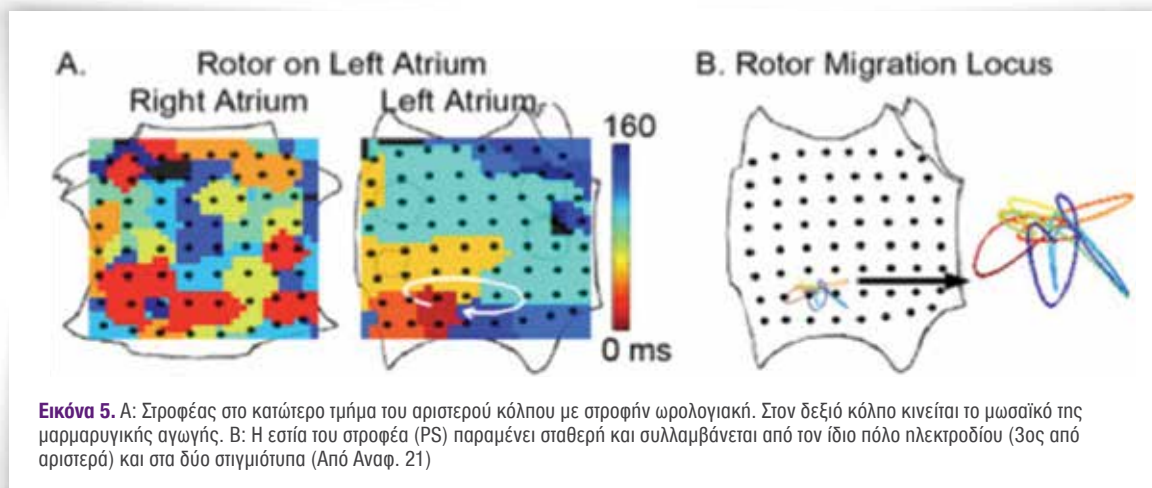 A. Rotor on Left Atrium
Right Atrium Left Atrium
160
0 ms
B. Rotor Migration Locus
Εικόνα 5. Α: Στροφέας στο κατώτερο τμήμα του αριστερού κόλπου με στροφήν ωρολογιακή. Στον δεξιό κόλπο κινείται το μωσαϊκό της
μαρμαρυγικής αγωγής. Β: Η εστία του στροφέα (PS) παραμένει σταθερή και συλλαμβάνεται από τον ίδιο πόλο ηλεκτροδίου (3ος από
αριστερά) και στα δύο στιγμιότυπα (Από Αναφ. 21)